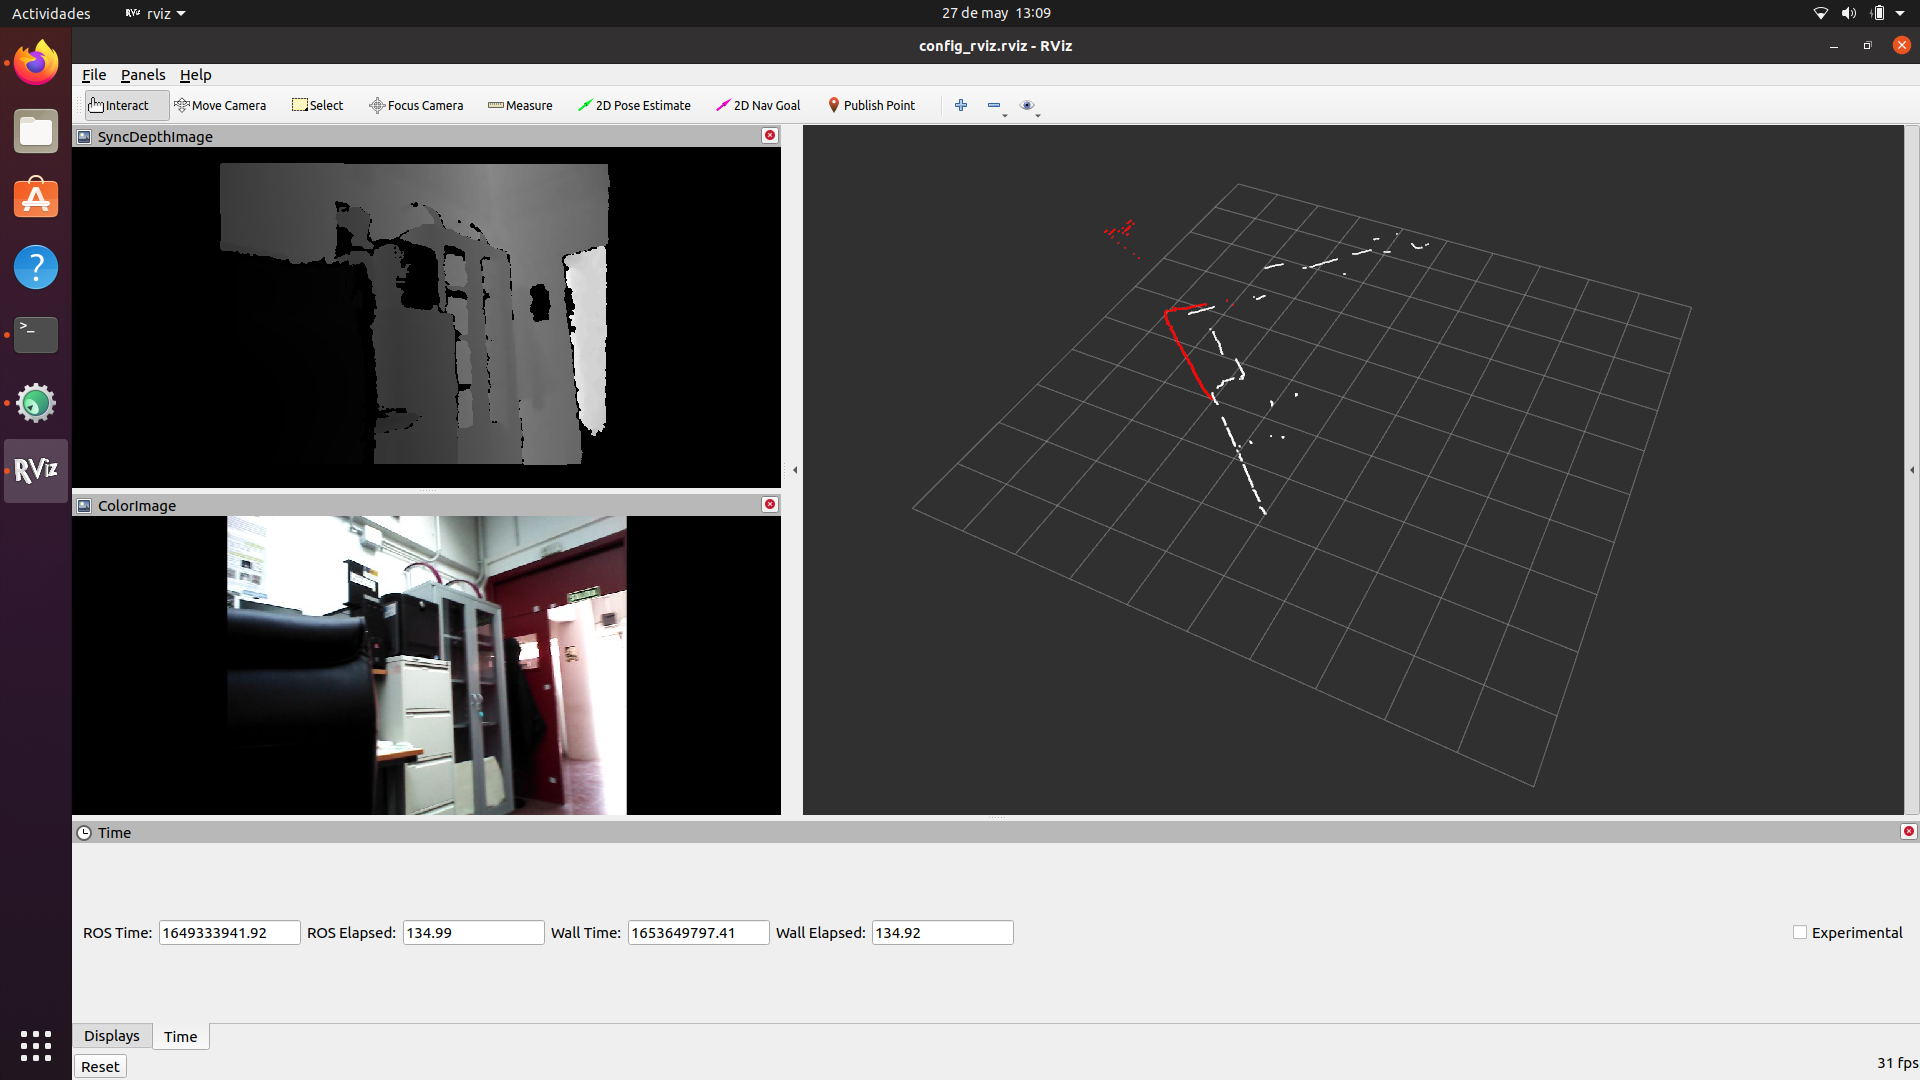 Actividades
RViz rviz
27 de may 13:09
config_rviz.rviz - RViz
File Panels Help
Interact Move Camera Select Focus Camera Measure 2D Pose Estimate 2D Nav Goal Publish Point
SyncDepthImage
ColorImage
RViz
Time
ROS Time: 1649333941.92 ROS Elapsed: 134.99 Wall Time: 1653649797.41 Wall Elapsed: 134.92 Experimental
Displays Time
Reset
31 fps